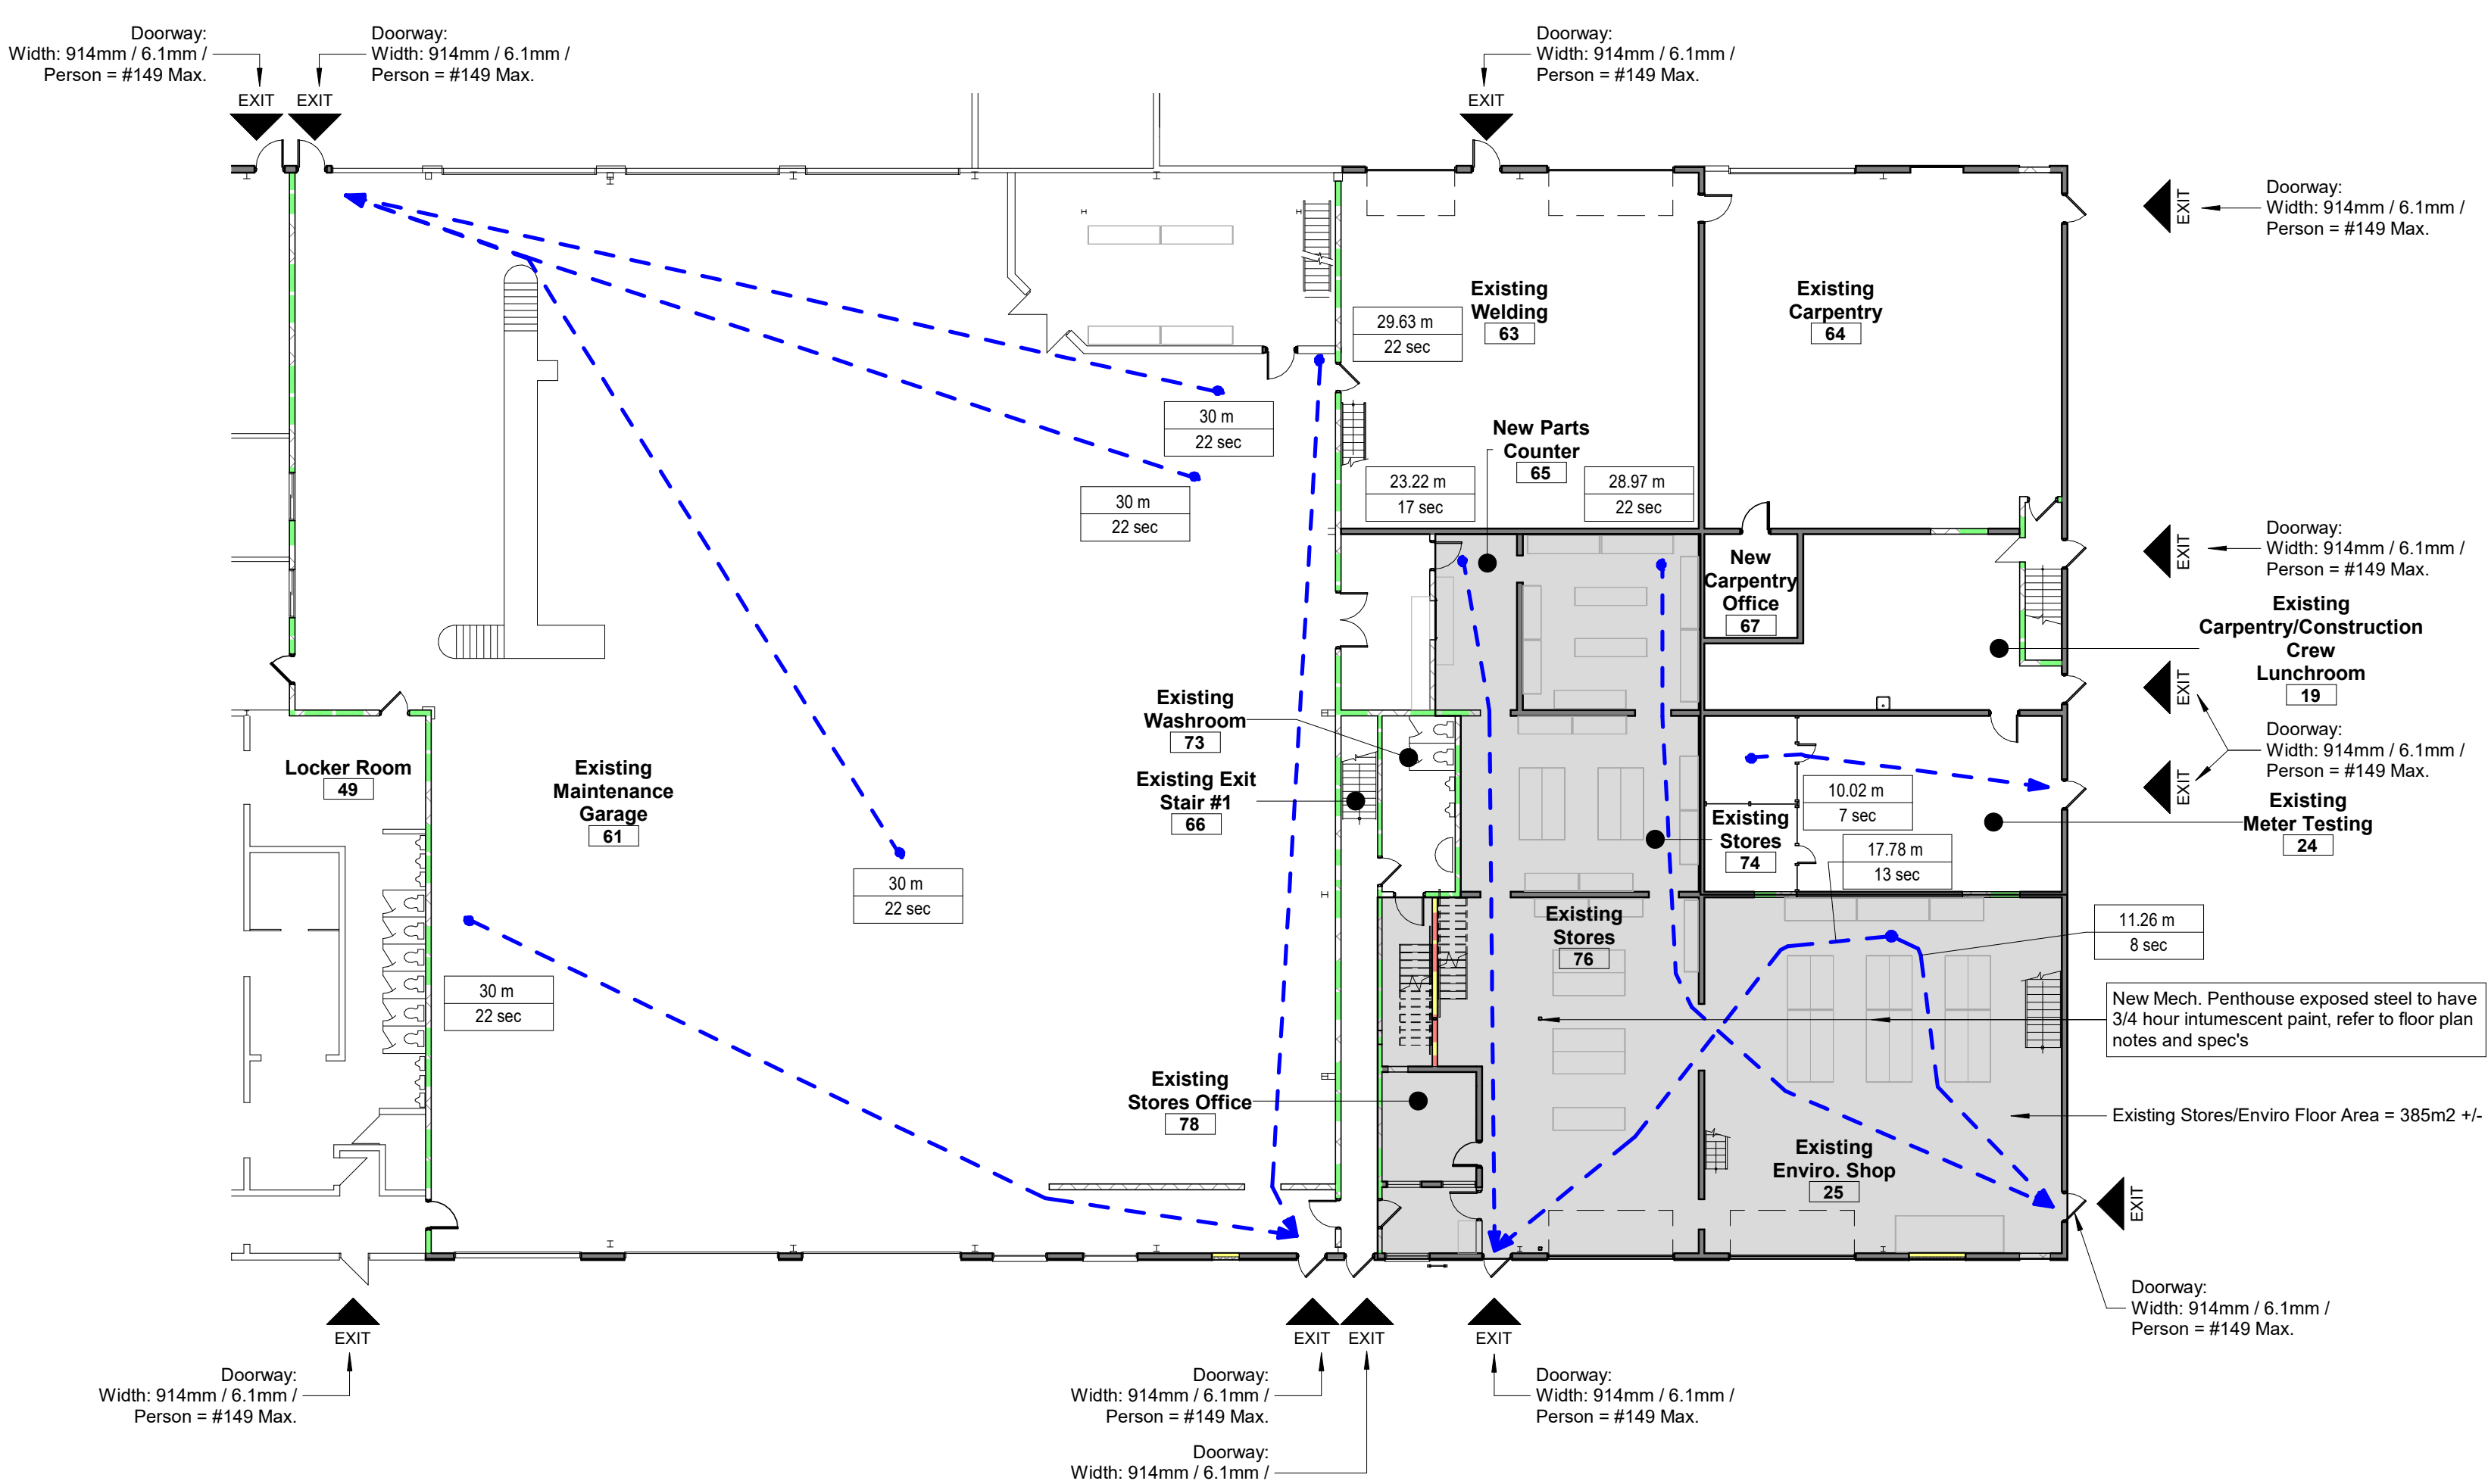 Doorway:
Width: 914mm / 6.1mm /
Person = #149 Max.
Doorway:
Width: 914mm / 6.1mm /
Person = #149 Max.
Doorway:
Width: 914mm / 6.1mm /
Person = #149 Max.
EXIT
EXIT
EXIT
EXIT
Doorway:
Width: 914mm / 6.1mm /
Person = #149 Max.
Existing
Welding
63
Existing
Carpentry
64
29.63 m
22 sec
30 m
22 sec
New Parts
Counter
65
23.22 m
17 sec
28.97 m
22 sec
30 m
22 sec
EXIT
Doorway:
Width: 914mm / 6.1mm /
Person = #149 Max.
New
Carpentry
Office
67
Existing
Carpentry/Construction
Crew
Lunchroom
19
EXIT
Doorway:
Width: 914mm / 6.1mm /
Person = #149 Max.
EXIT
Existing
Washroom
73
Existing Exit
Stair #1
66
Locker Room
49
Existing
Maintenance
Garage
61
10.02 m
7 sec
Existing
Stores
74
Existing
Meter Testing
24
17.78 m
13 sec
30 m
22 sec
Existing
Stores
76
11.26 m
8 sec
30 m
22 sec
New Mech. Penthouse exposed steel to have
3/4 hour intumescent paint, refer to floor plan
notes and spec's
Existing
Stores Office
78
Existing Stores/Enviro Floor Area = 385m2 +/-
Existing
Enviro. Shop
25
EXIT
Doorway:
Width: 914mm / 6.1mm /
Person = #149 Max.
EXIT
EXIT
EXIT
EXIT
Doorway:
Width: 914mm / 6.1mm /
Person = #149 Max.
Doorway:
Width: 914mm / 6.1mm /
Person = #149 Max.
Doorway:
Width: 914mm / 6.1mm /
Person = #149 Max.
Doorway:
Width: 914mm / 6.1mm /